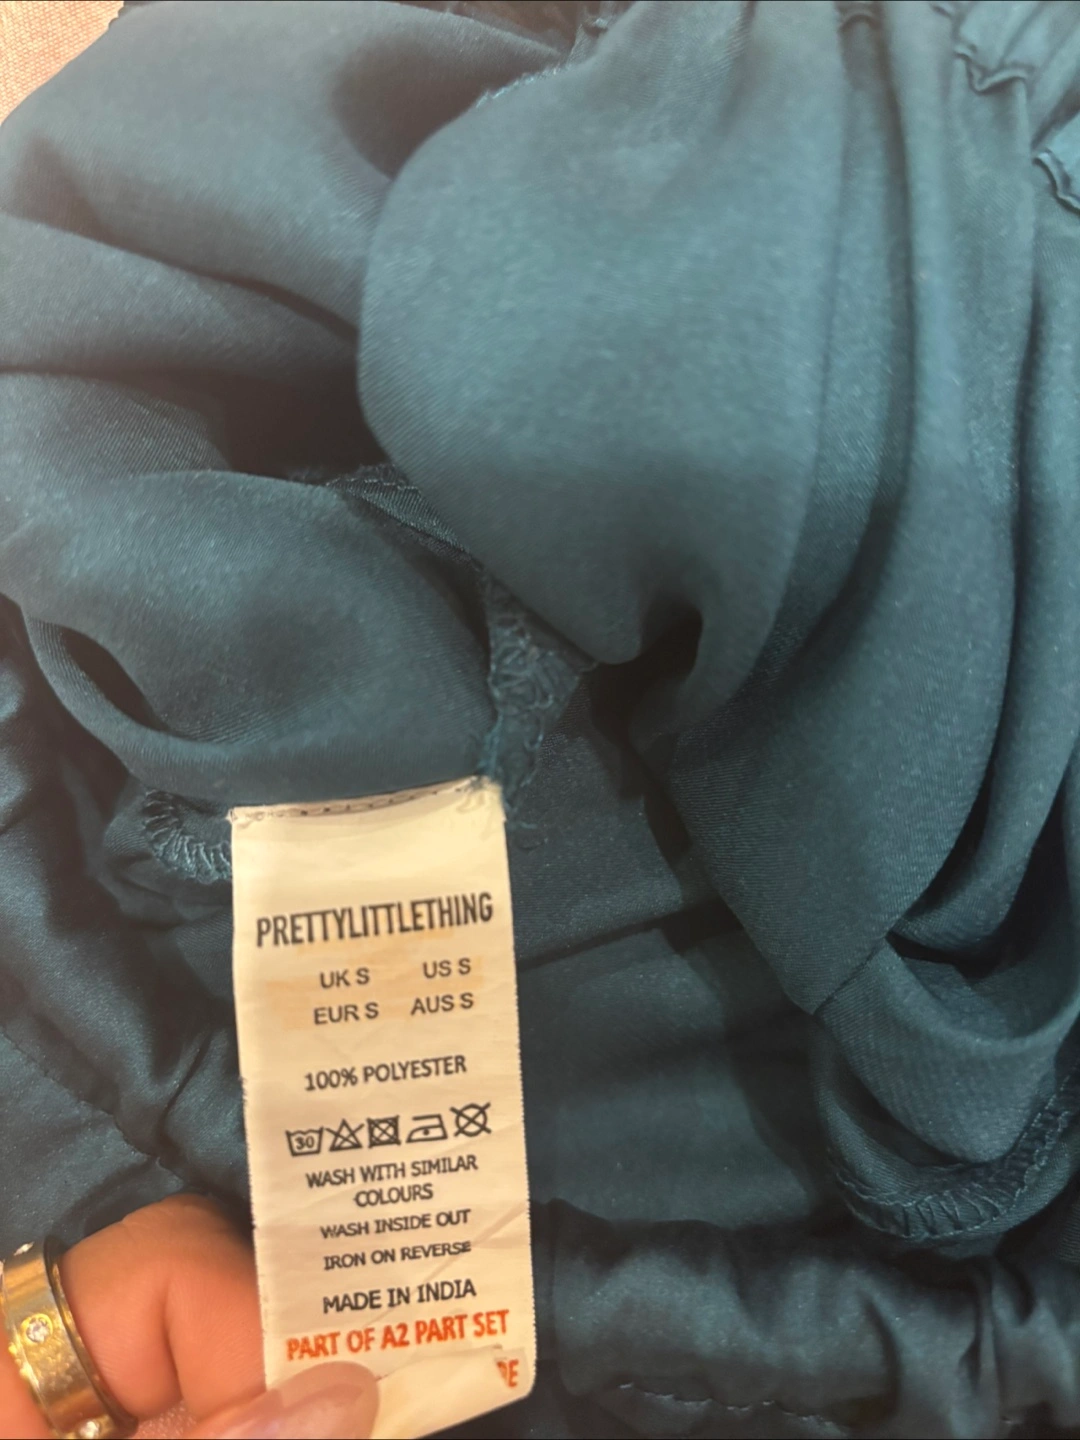 PRETTYLITTLETHING
UK S US S
EUR S AUS S
100% POLYESTER
30
WASH WITH SIMILAR
COLOURS
WASH INSIDE OUT
IRON ON REVERSE
MADE IN INDIA
PART OF A2 PART SET